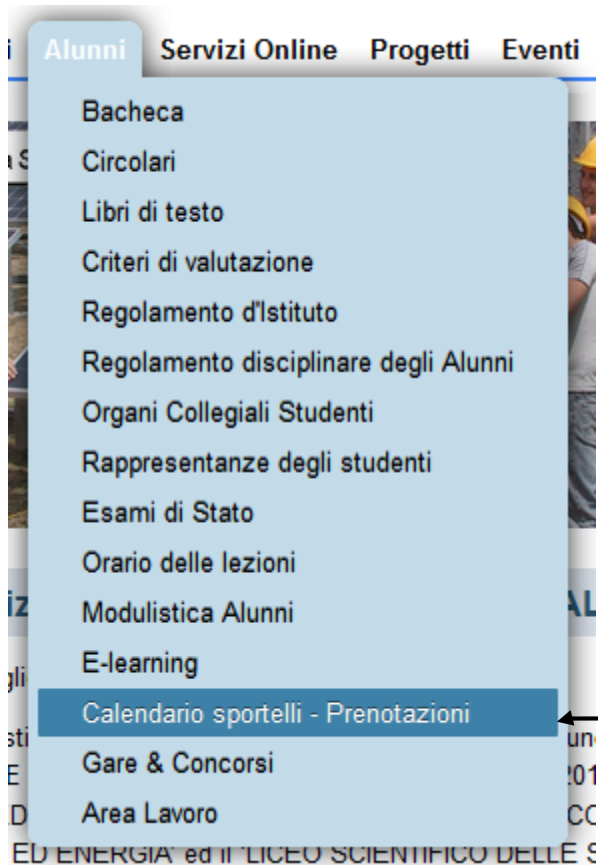 i Alunni Servizi Online Progetti Eventi
Bacheca
Circolari
Libri di testo
Criteri di valutazione
Regolamento d'Istituto
Regolamento disciplinare degli Alunni
Organi Collegiali Studenti
Rappresentanze degli studenti
Esami di Stato
Orario delle lezioni
Modulistica Alunni
E-learning
Calendario sportelli - Prenotazioni
Gare & Concorsi
Area Lavoro
ED ENERGIA' ed il 'LICEO SCIENTIFICO DELLE S